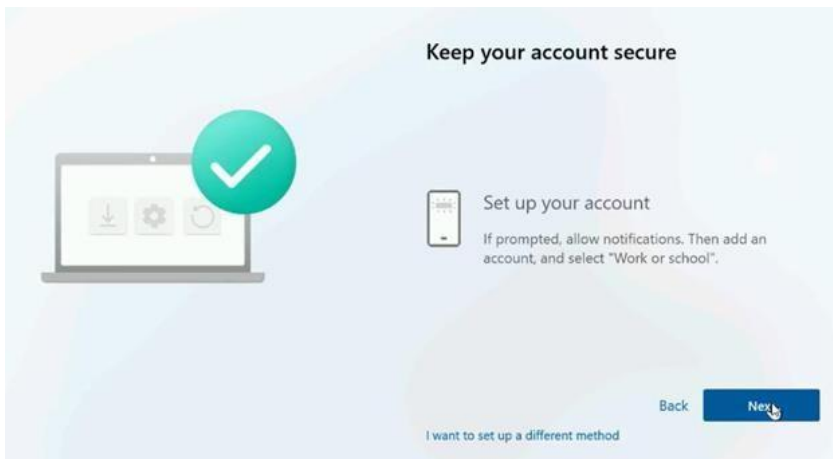 Keep your account secure
Set up your account
If prompted, allow notifications. Then add an
account, and select "Work or school".
Back
Next
I want to set up a different method